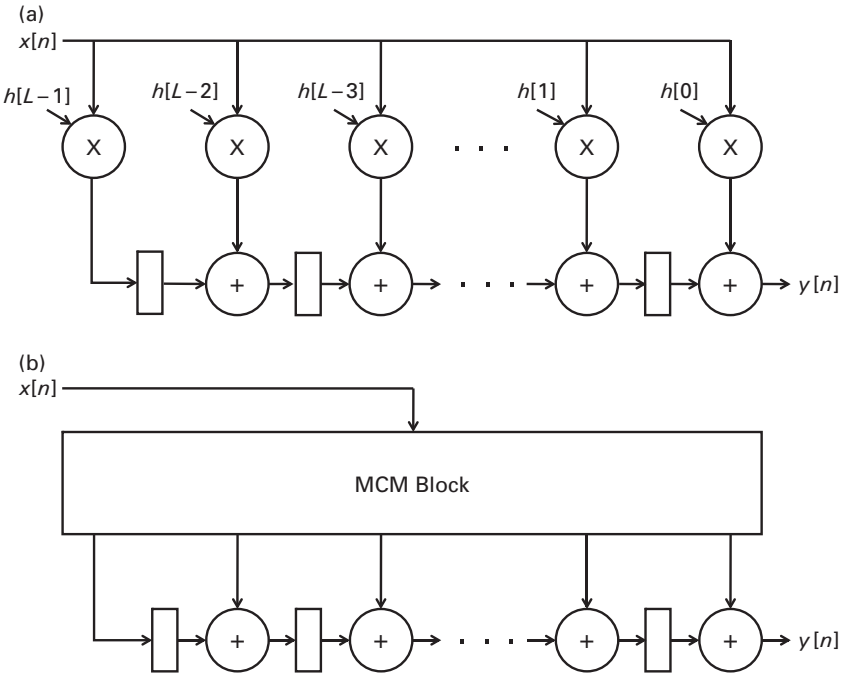 (a)
x[n]
h[L−1] h[L−2] h[L−3] h[1] h[0]
X X X . . . X X
+ + . . . + + y[n]
(b)
x[n]
MCM Block
+ + . . . + + y[n]